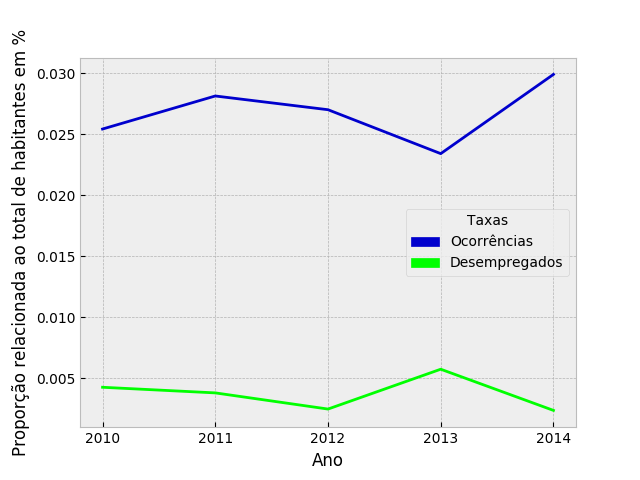 Proporção relacionada ao total de habitantes em %
0.030
0.025
0.020
0.015
0.010
0.005
Taxas
Ocorrências
Desempregados
2010 2011 2012 2013 2014
Ano